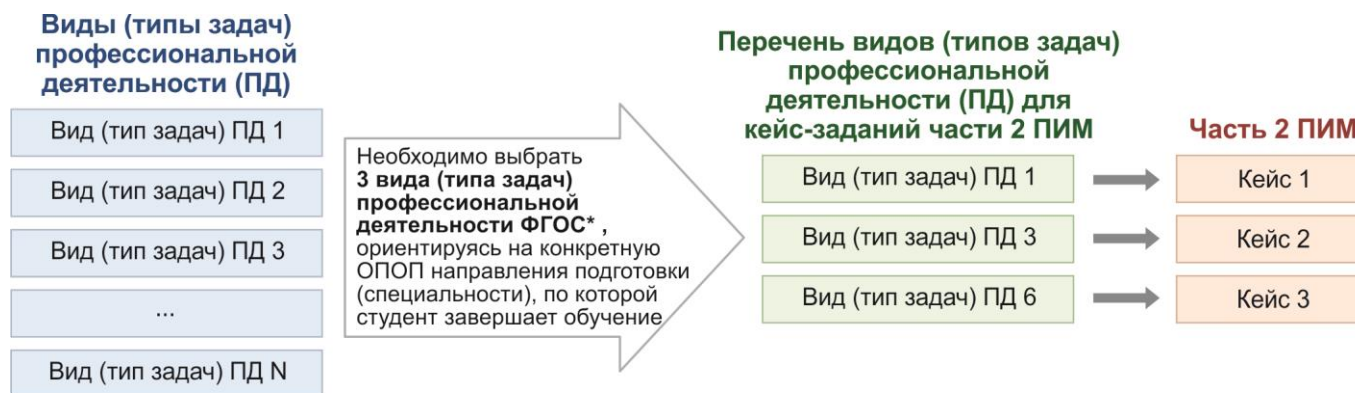 Виды (типы задач)
профессиональной
деятельности (ПД)
Вид (тип задач) ПД 1
Вид (тип задач) ПД 2
Вид (тип задач) ПД 3
...
Вид (тип задач) ПД N
Необходимо выбрать
3 вида (типа задач)
профессиональной
деятельности ФГОС* ,
ориентируясь на конкретную
ОПОП направления подготовки
(специальности), по которой
студент завершает обучение
Перечень видов (типов задач)
профессиональной
деятельности (ПД) для
кейс-заданий части 2 ПИМ
Вид (тип задач) ПД 1
Вид (тип задач) ПД 3
Вид (тип задач) ПД 6
Часть 2 ПИМ
Кейс 1
Кейс 2
Кейс 3